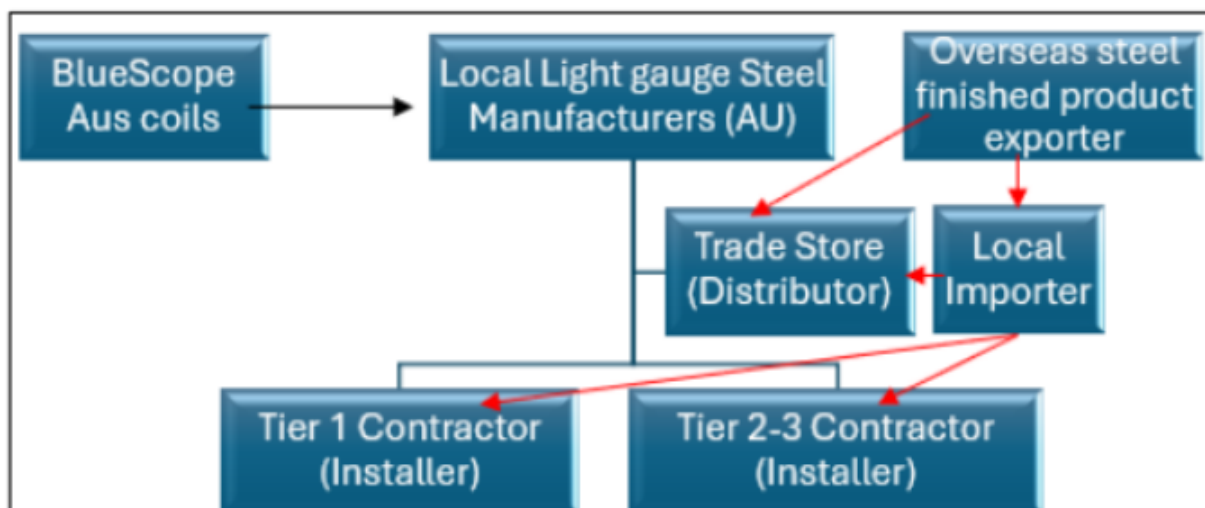 BlueScope
Aus coils
Local Light gauge Steel
Manufacturers (AU)
Overseas steel
finished product
exporter
Trade Store
(Distributor)
Local
Importer
Tier 1 Contractor
(Installer)
Tier 2-3 Contractor
(Installer)